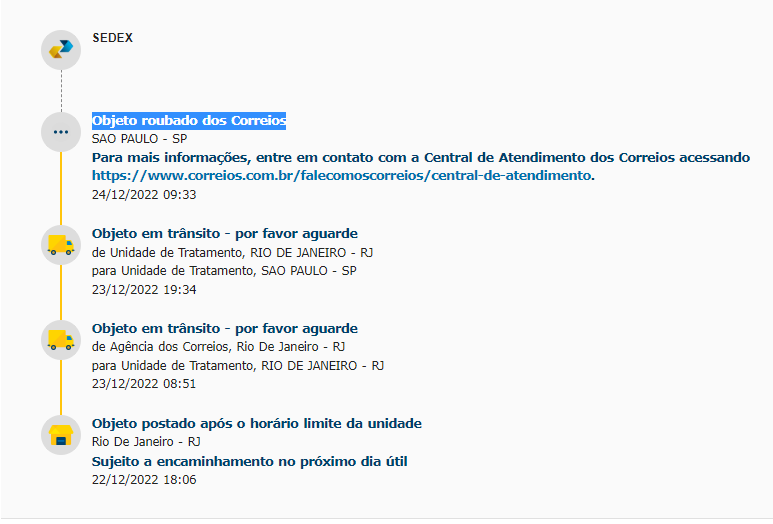 SEDEX
Objeto roubado dos Correios
SAO PAULO - SP
Para mais informações, entre em contato com a Central de Atendimento dos Correios acessando
https://www.correios.com.br/falecomoscorreios/central-de-atendimento.
24/12/2022 09:33
Objeto em trânsito - por favor aguarde
de Unidade de Tratamento, RIO DE JANEIRO - RJ
para Unidade de Tratamento, SAO PAULO - SP
23/12/2022 19:34
Objeto em trânsito - por favor aguarde
de Agência dos Correios, Rio De Janeiro - RJ
para Unidade de Tratamento, RIO DE JANEIRO - RJ
23/12/2022 08:51
Objeto postado após o horário limite da unidade
Rio De Janeiro - RJ
Sujeito a encaminhamento no próximo dia útil
22/12/2022 18:06